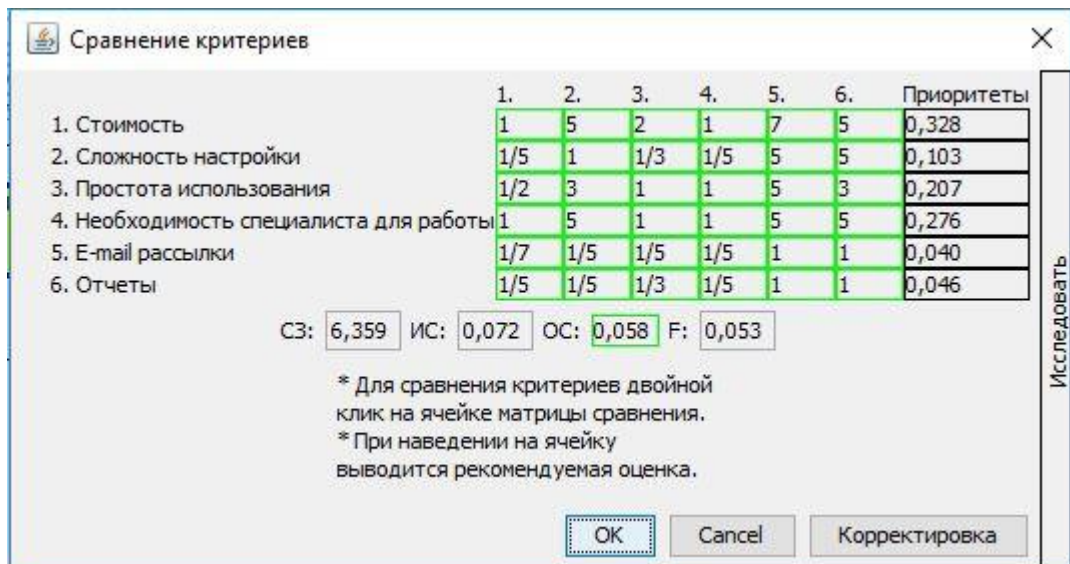 Сравнение критериев
1. 2. 3. 4. 5. 6. Приоритеты
1. Стоимость 1 5 2 1 7 5 0,328
2. Сложность настройки 1/5 1 1/3 1/5 5 5 0,103
3. Простота использования 1/2 3 1 1 5 3 0,207
4. Необходимость специалиста для работы 1 5 1 1 5 5 0,276
5. E-mail рассылки 1/7 1/5 1/5 1/5 1 1 0,040
6. Отчеты 1/5 1/5 1/3 1/5 1 1 0,046
СЗ: 6,359 ИС: 0,072 ОС: 0,058 F: 0,053
* Для сравнения критериев двойной
клик на ячейке матрицы сравнения.
* При наведении на ячейку
выводится рекомендуемая оценка.
OK Cancel Корректировка
Исследовать